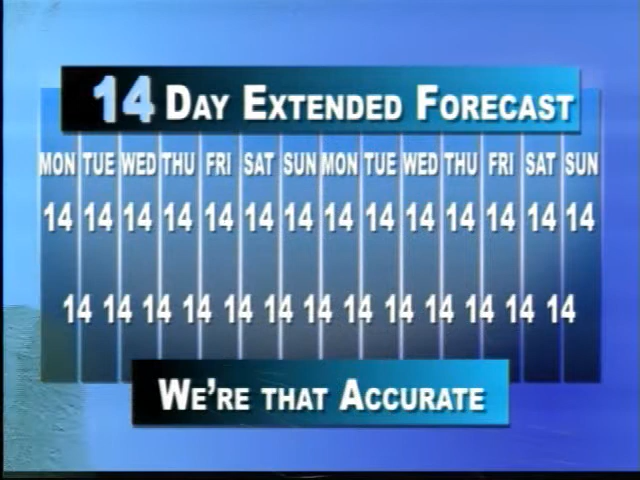 14 DAY EXTENDED FORECAST
MON TUE WED THU FRI SAT SUN MON TUE WED THU FRI SAT SUN
14 14 14 14 14 14 14 14 14 14 14 14 14 14
14 14 14 14 14 14 14 14 14 14 14 14 14
WE'RE THAT ACCURATE